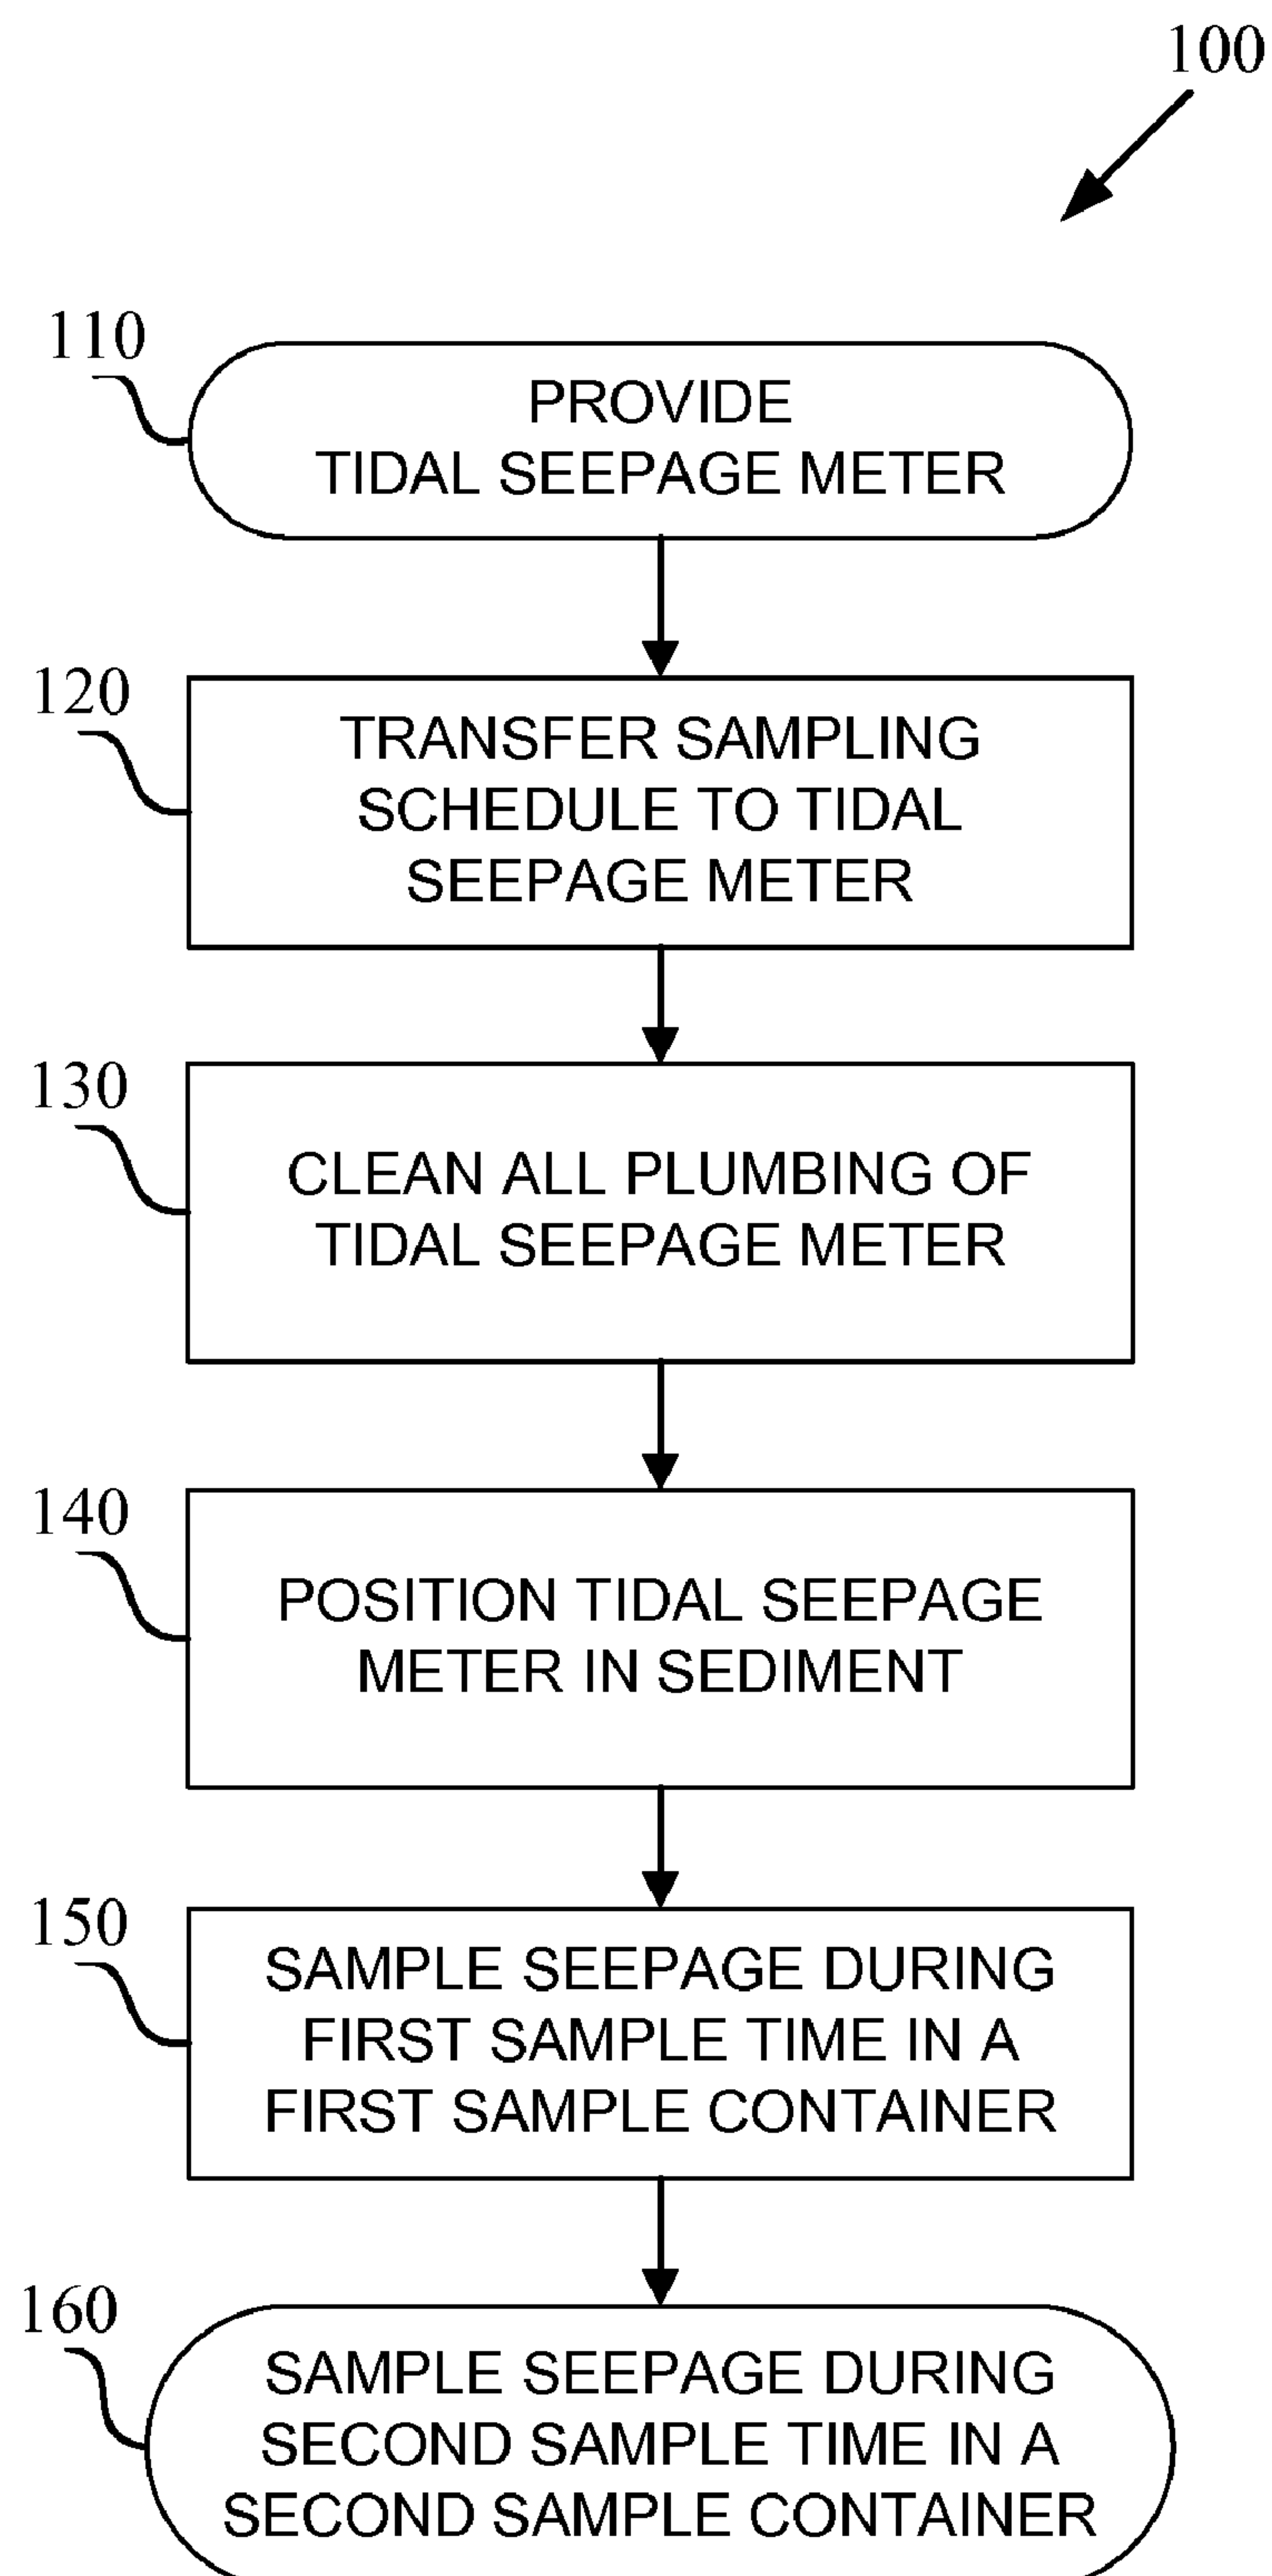 100
110
PROVIDE
TIDAL SEEPAGE METER
120
TRANSFER SAMPLING
SCHEDULE TO TIDAL
SEEPAGE METER
130
CLEAN ALL PLUMBING OF
TIDAL SEEPAGE METER
140
POSITION TIDAL SEEPAGE
METER IN SEDIMENT
150
SAMPLE SEEPAGE DURING
FIRST SAMPLE TIME IN A
FIRST SAMPLE CONTAINER
160
SAMPLE SEEPAGE DURING
SECOND SAMPLE TIME IN A
SECOND SAMPLE CONTAINER